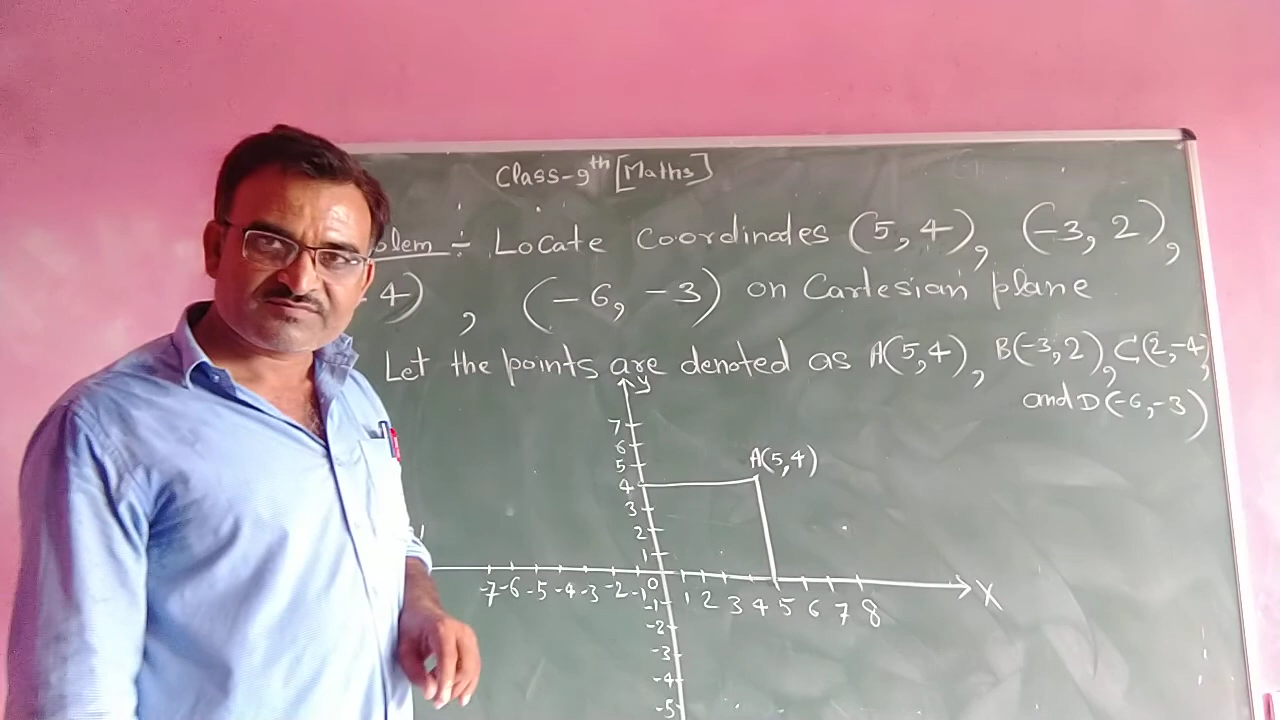 Class-9th [Maths]
olem ÷ Locate coordinates (5,4), (-3, 2),
4) , (-6, -3) on Cartesian plane
Let the points are denoted as A(5,4), B(-3,2), C(2,-4),
and D(-6,-3)
y
7
6
5
4
3
2
1
A(5,4)
-7 -6 -5 -4 -3 -2 -1 0 1 2 3 4 5 6 7 8 X
-1
-2
-3
-4
-5